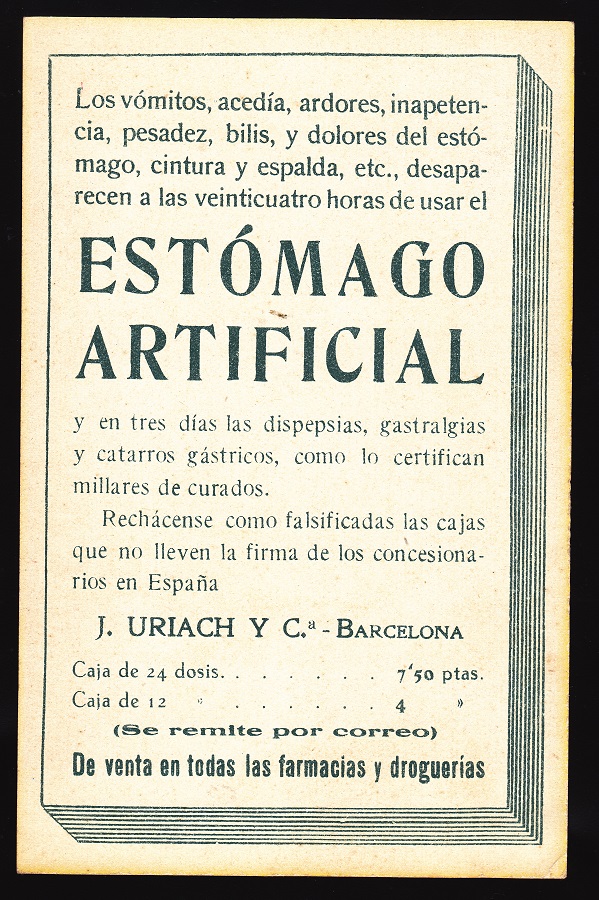 Los vómitos, acedía, ardores, inapeten-
cia, pesadez, bilis, y dolores del estó-
mago, cintura y espalda, etc., desapa-
recen a las veinticuatro horas de usar el
ESTÓMAGO
ARTIFICIAL
y en tres días las dispepsias, gastralgias
y catarros gástricos, como lo certifican
millares de curados.
Rechácense como falsificadas las cajas
que no lleven la firma de los concesiona-
rios en España
J. URIACH Y C.ª - BARCELONA
Caja de 24 dosis. . . . . . . . 7'50 ptas.
Caja de 12 « . . . . . . . 4 »
(Se remite por correo)
De venta en todas las farmacias y droguerías